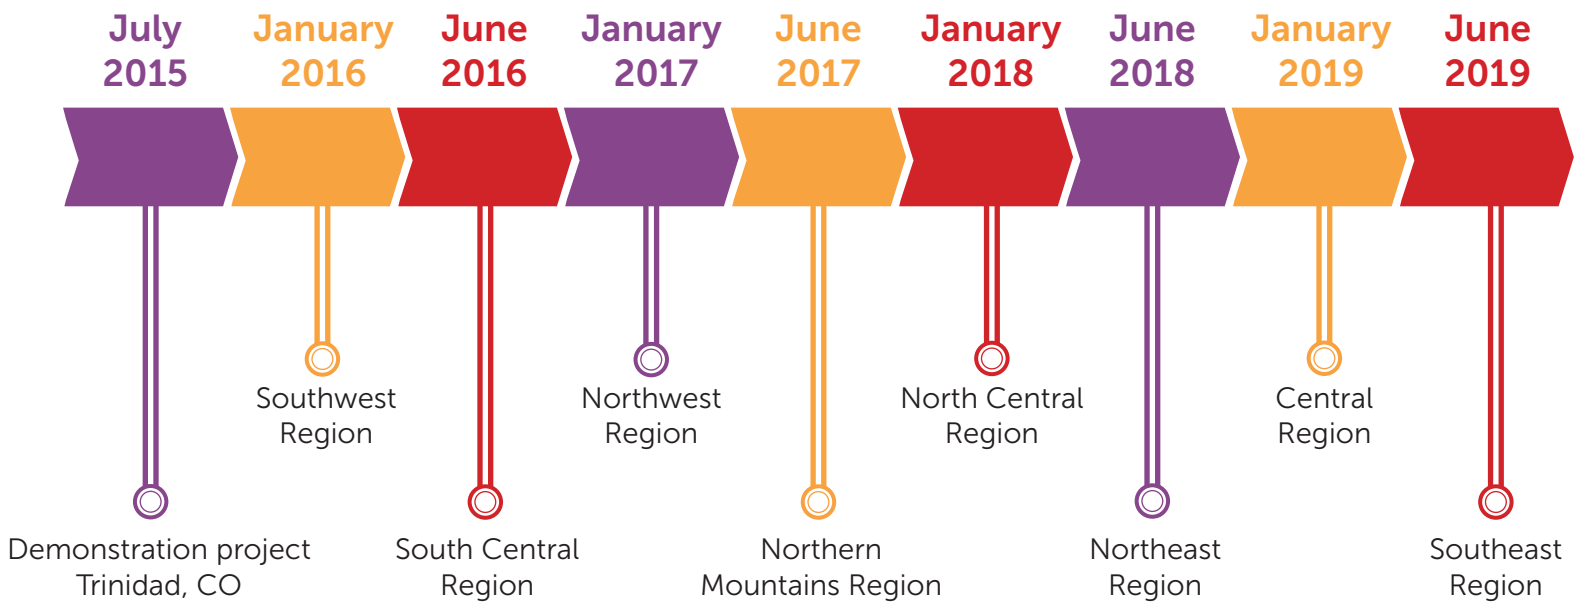 July
2015
January
2016
June
2016
January
2017
June
2017
January
2018
June
2018
January
2019
June
2019
Southwest
Region
Northwest
Region
North Central
Region
Central
Region
Demonstration project
Trinidad, CO
South Central
Region
Northern
Mountains Region
Northeast
Region
Southeast
Region